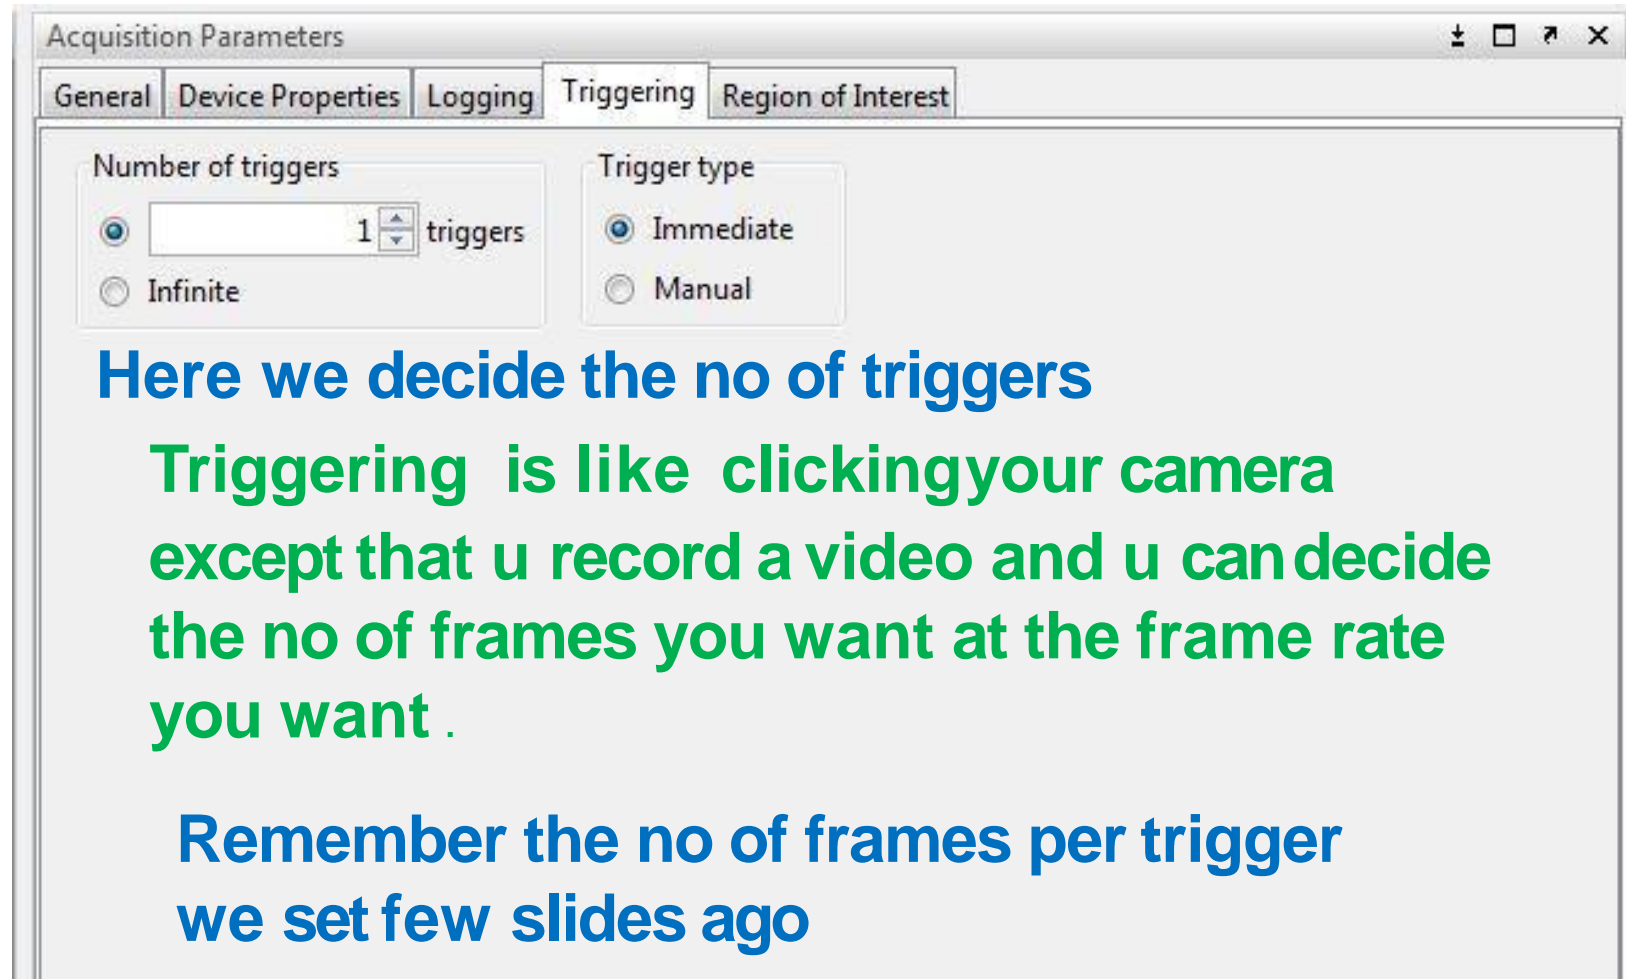 Acquisition Parameters
General Device Properties Logging Triggering Region of Interest
Number of triggers Trigger type
1 triggers Immediate
Infinite Manual
Here we decide the no of triggers
Triggering is like clickingyour camera
except that u record a video and u can decide
the no of frames you want at the frame rate
you want .
Remember the no of frames per trigger
we set few slides ago